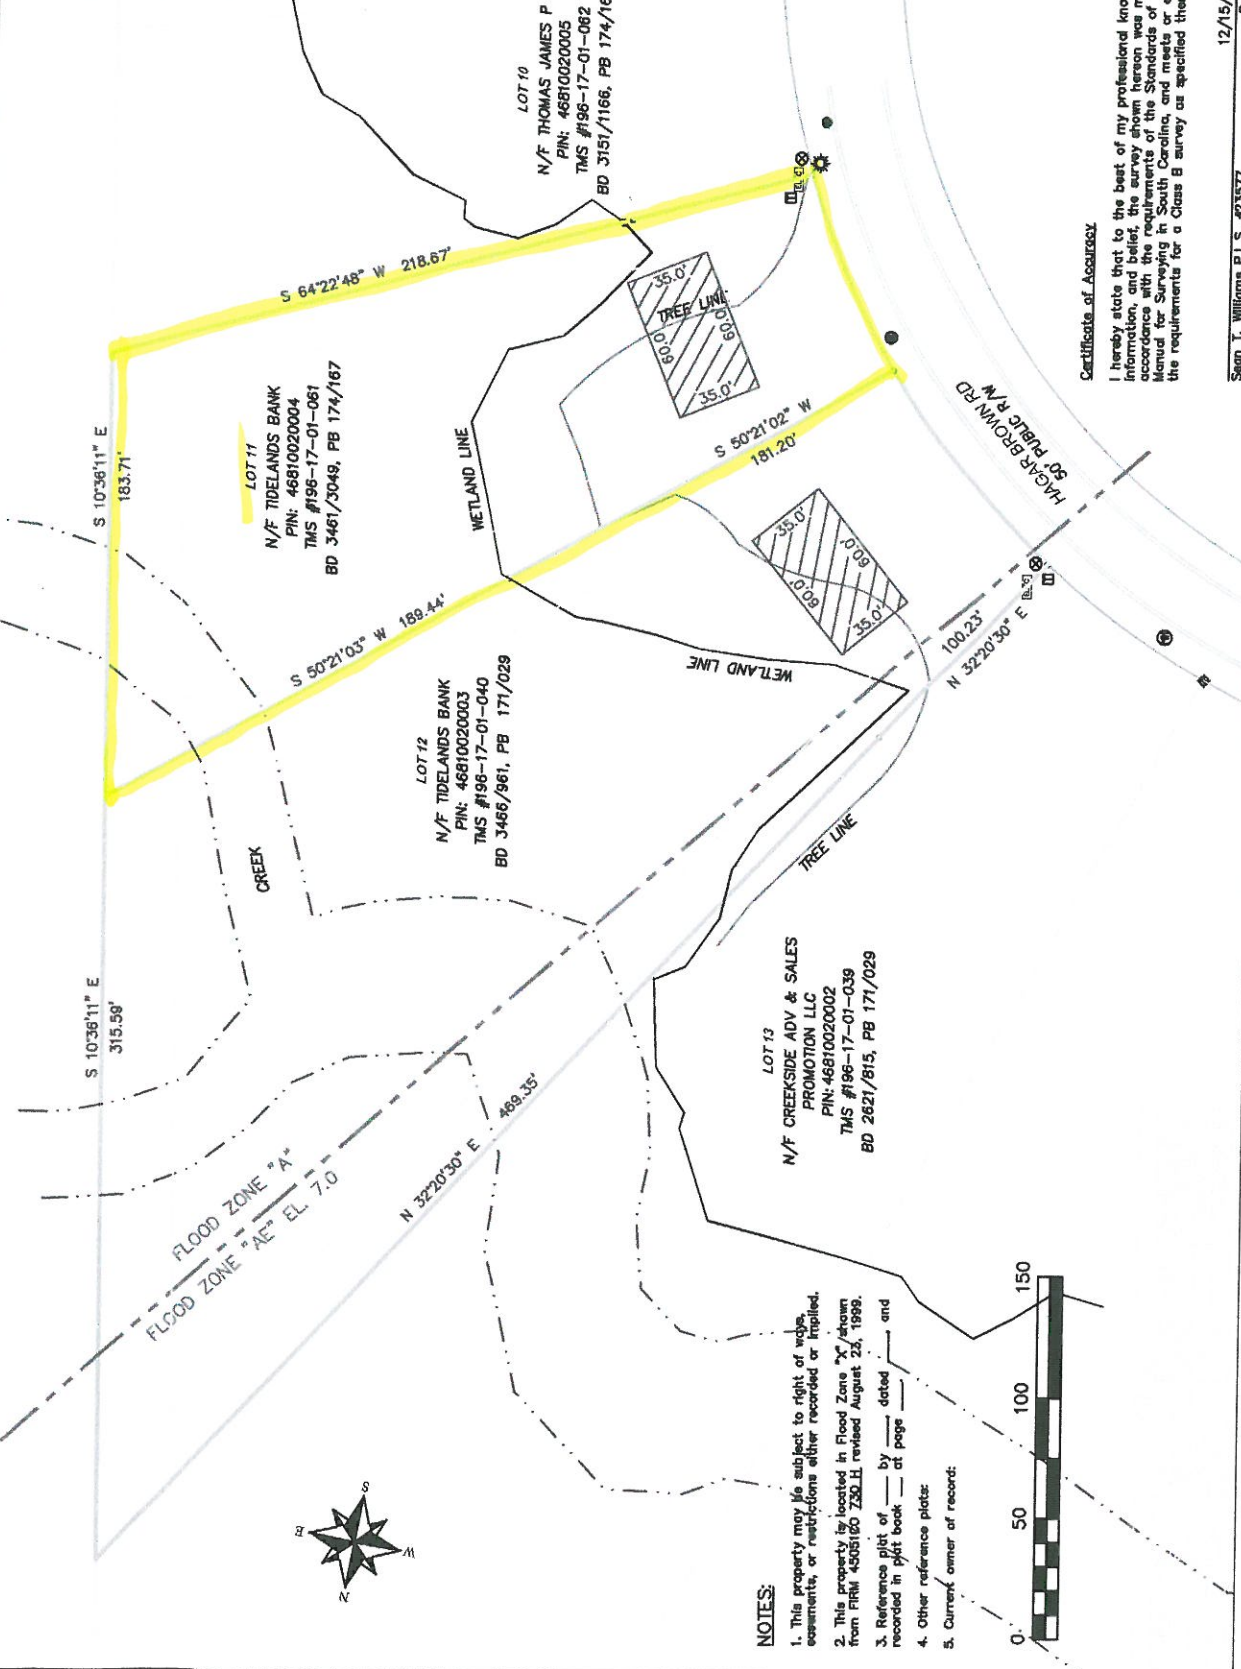 LOT 10
N/F THOMAS JAMES P
PIN: 46810020005
TMS #196-17-01-062
BD 3151/1166, PB 174/16
S 64°22'48" W 218.67'
S 10°36'11" E
183.71'
LOT 11
N/F TIDELANDS BANK
PIN: 46810020004
TMS #196-17-01-061
BD 3461/3049, PB 174/167
WETLAND LINE
35.0'
TREE LINE
60.0'
60.0'
35.0'
S 50°21'02" W
181.20'
S 50°21'03" W 189.44'
HAGAR BROWN RD
50' PUBLIC R/W
35.0'
60.0'
60.0'
35.0'
WETLAND LINE
100.23'
N 32°20'30" E
LOT 12
N/F TIDELANDS BANK
PIN: 46810020003
TMS #196-17-01-040
BD 3466/961, PB 171/029
CREEK
TREE LINE
S 10°36'11" E
315.59'
LOT 13
N/F CREEKSIDE ADV & SALES
PROMOTION LLC
PIN: 46810020002
TMS #196-17-01-039
BD 2621/815, PB 171/029
N 32°20'30" E 469.35'
FLOOD ZONE "A"
FLOOD ZONE "AE" EL. 7.0
N
E
S
W
NOTES:
1. This property may be subject to right of ways,
easements, or restrictions either recorded or implied.
2. This property is located in Flood Zone "X" shown
from FIRM 4505160 730 H revised August 23, 1999.
3. Reference plat of ___ by ___ dated ___ and
recorded in plat book ___ at page ___.
4. Other reference plats:
5. Current owner of record:
0 50 100 150
Certificate of Accuracy
I hereby state that to the best of my professional kno
information, and belief, the survey shown hereon was m
accordance with the requirements of the Standards of
Manual for Surveying in South Carolina, and meets or e
the requirements for a Class B survey as specified the
12/15/
Sean T. Williams P.L.S. #23577